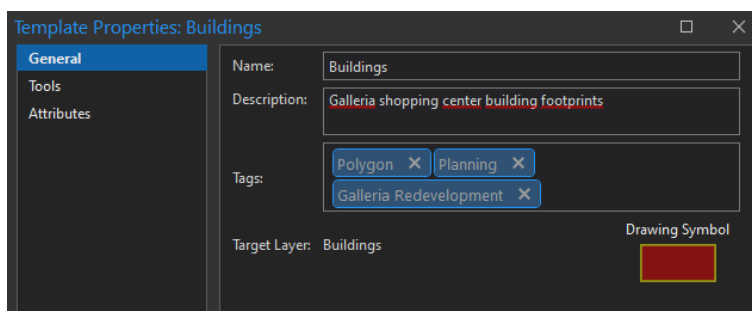 Template Properties: Buildings
General
Tools
Attributes
Name: Buildings
Description: Galleria shopping center building footprints
Tags: Polygon Planning
Galleria Redevelopment
Target Layer: Buildings
Drawing Symbol